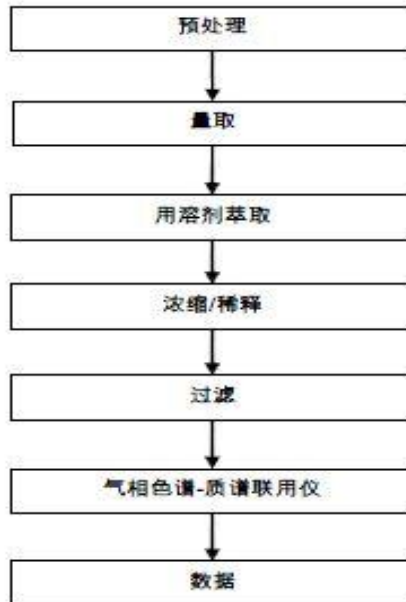 预处理
量取
用溶剂萃取
浓缩/稀释
过滤
气相色谱-质谱联用仪
数据